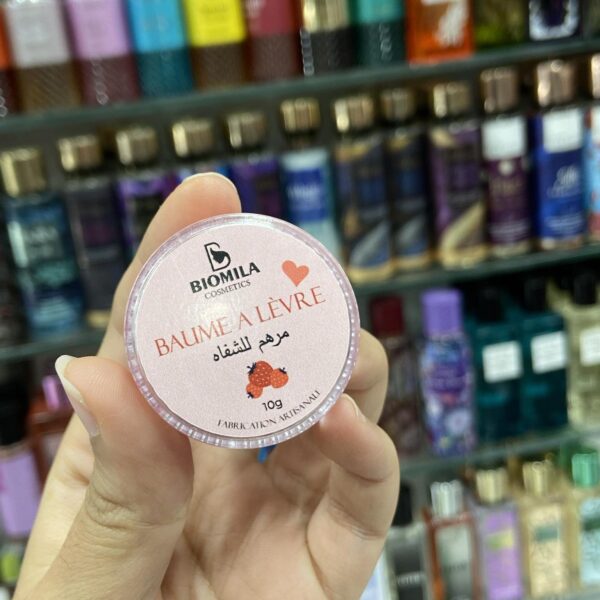 BIOMILA
COSMETICS
BAUME A LÈVRE
مرهم للشفاه
10g
FABRICATION ARTISANALE